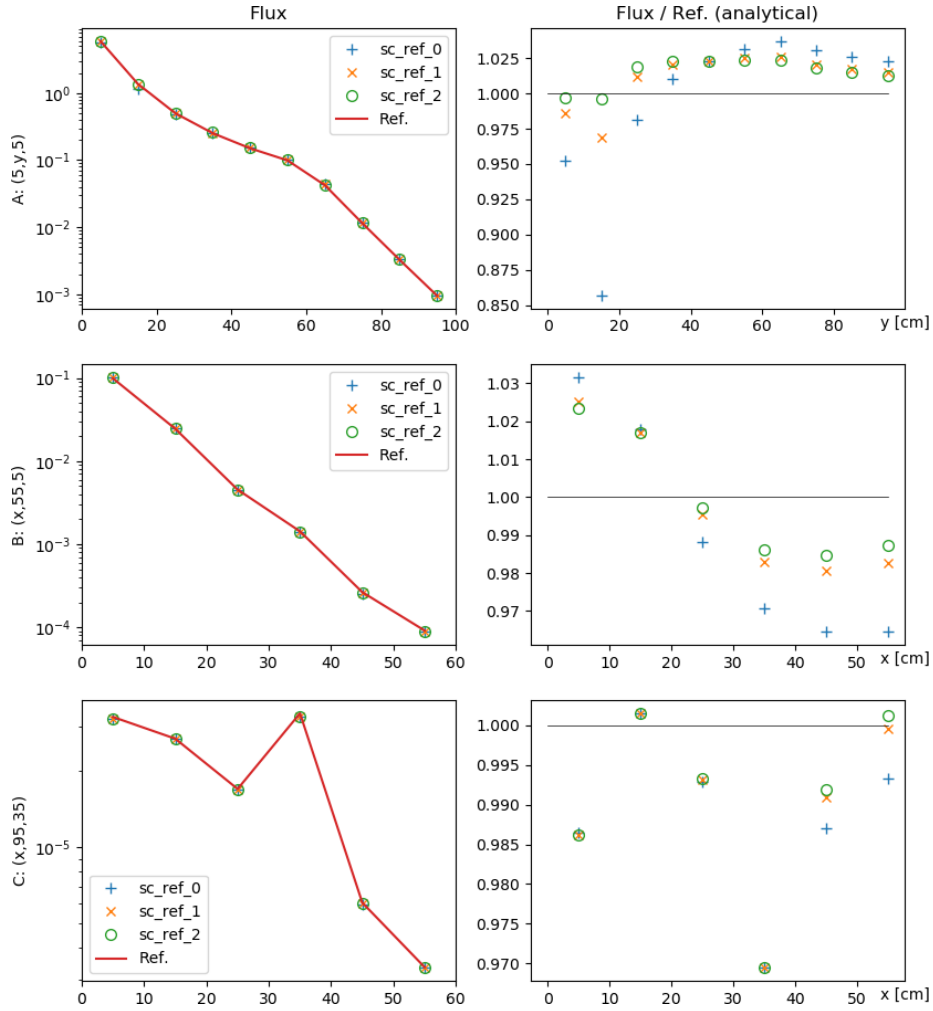 Flux
Flux / Ref. (analytical)
A: (5,y,5)
10⁰
10⁻¹
10⁻²
10⁻³
0 20 40 60 80 100
sc_ref_0
sc_ref_1
sc_ref_2
Ref.
1.025
1.000
0.975
0.950
0.925
0.900
0.875
0.850
0 20 40 60 80
y [cm]
B: (x,55,5)
10⁻¹
10⁻²
10⁻³
10⁻⁴
0 10 20 30 40 50 60
sc_ref_0
sc_ref_1
sc_ref_2
Ref.
1.03
1.02
1.01
1.00
0.99
0.98
0.97
0 10 20 30 40 50
x [cm]
C: (x,95,35)
10⁻⁵
sc_ref_0
sc_ref_1
sc_ref_2
Ref.
0 10 20 30 40 50 60
1.000
0.995
0.990
0.985
0.980
0.975
0.970
0 10 20 30 40 50
x [cm]